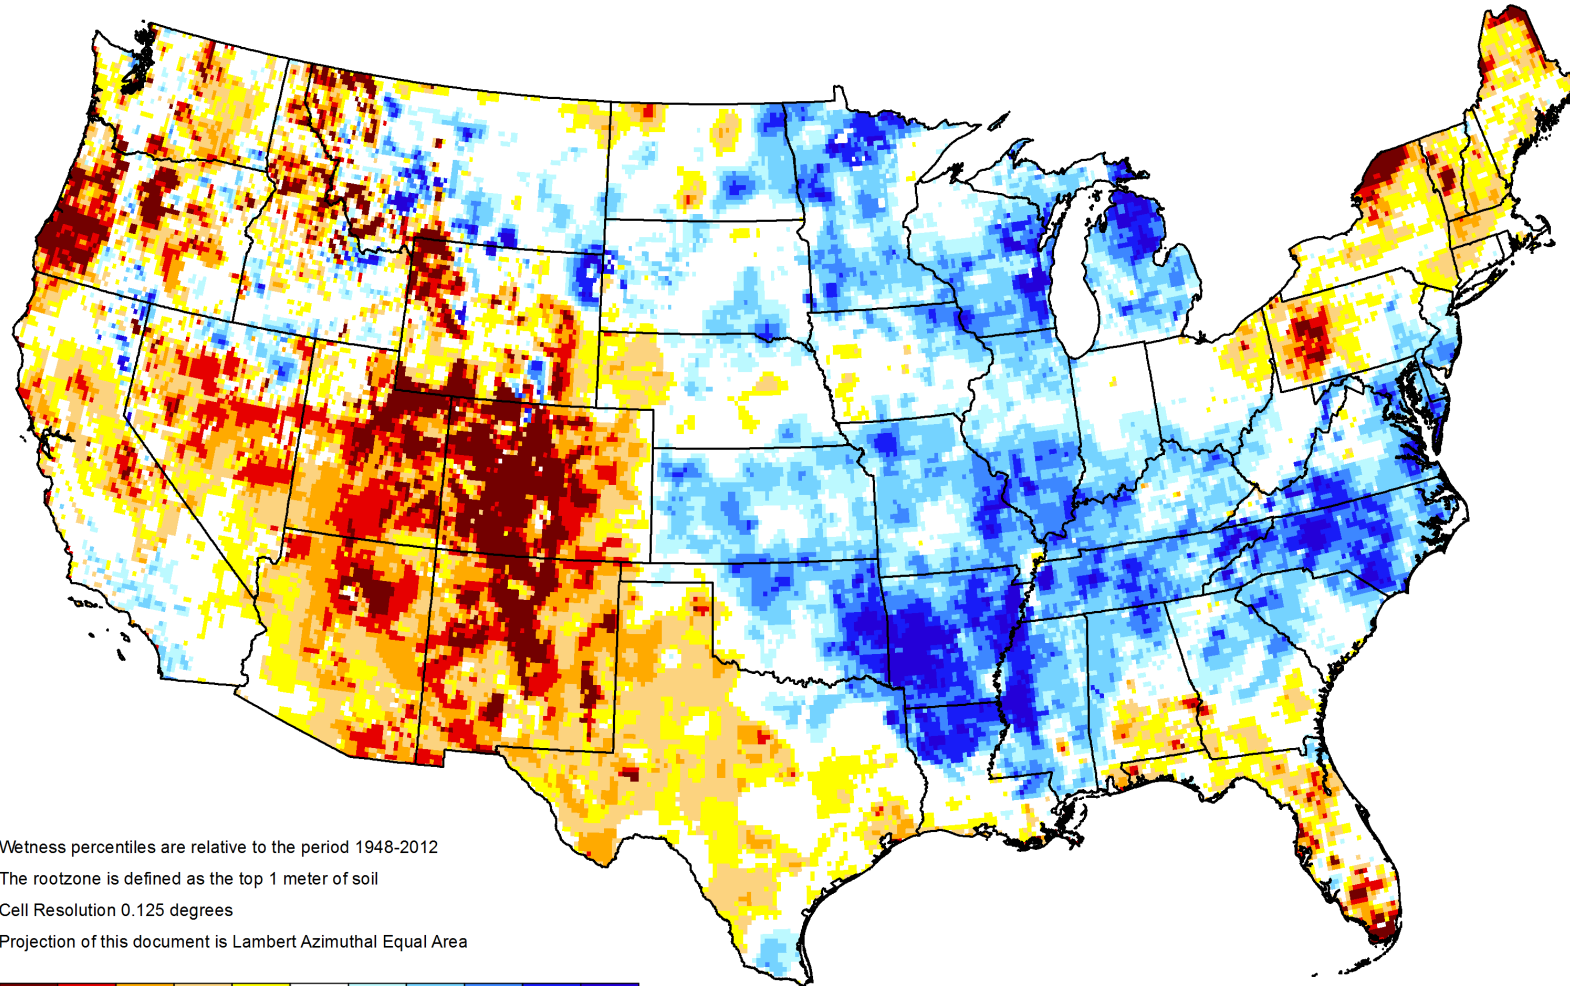 Wetness percentiles are relative to the period 1948-2012
The rootzone is defined as the top 1 meter of soil
Cell Resolution 0.125 degrees
Projection of this document is Lambert Azimuthal Equal Area